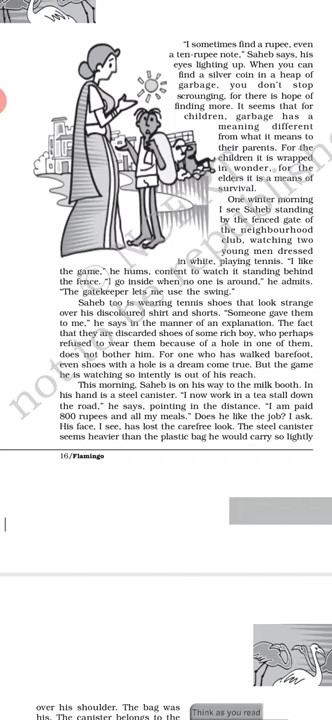 “I sometimes find a rupee, even
a ten-rupee note,” Saheb says, his
eyes lighting up. When you can
find a silver coin in a heap of
garbage, you don’t stop
scrounging, for there is hope of
finding more. It seems that for
children, garbage has a
meaning different
from what it means to
their parents. For the
children it is wrapped
in wonder, for the
elders it is a means of
survival.
One winter morning
I see Saheb standing
by the fenced gate of
the neighbourhood
club, watching two
young men dressed
in white, playing tennis. “I like
the game,” he hums, content to watch it standing behind
the fence. “I go inside when no one is around,” he admits.
“The gatekeeper lets me use the swing.”
Saheb too is wearing tennis shoes that look strange
over his discoloured shirt and shorts. “Someone gave them
to me,” he says in the manner of an explanation. The fact
that they are discarded shoes of some rich boy, who perhaps
refused to wear them because of a hole in one of them,
does not bother him. For one who has walked barefoot,
even shoes with a hole is a dream come true. But the game
he is watching so intently is out of his reach.
This morning, Saheb is on his way to the milk booth. In
his hand is a steel canister. “I now work in a tea stall down
the road,” he says, pointing in the distance. “I am paid
800 rupees and all my meals.” Does he like the job? I ask.
His face, I see, has lost the carefree look. The steel canister
seems heavier than the plastic bag he would carry so lightly
16/Flamingo
over his shoulder. The bag was
his. The canister belongs to the
Think as you read